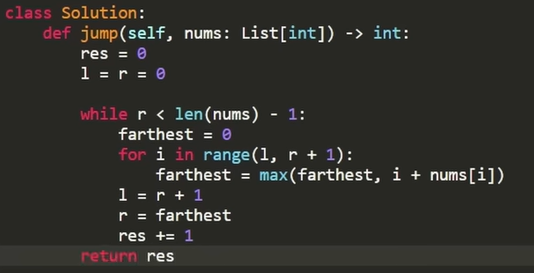 class Solution:
    def jump(self, nums: List[int]) -> int:
        res = 0
        l = r = 0

        while r < len(nums) - 1:
            farthest = 0
            for i in range(l, r + 1):
                farthest = max(farthest, i + nums[i])
            l = r + 1
            r = farthest
            res += 1
        return res